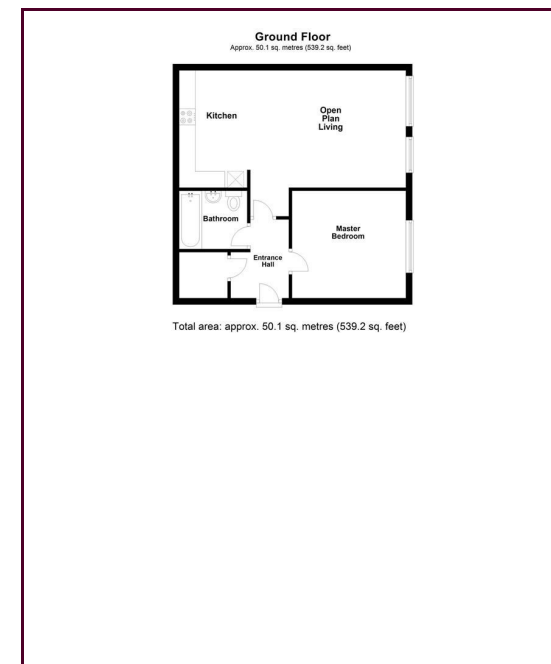 Ground Floor
Approx. 50.1 sq. metres (539.2 sq. feet)
Kitchen
Open
Plan
Living
Bathroom
Master
Bedroom
Entrance
Hall
Total area: approx. 50.1 sq. metres (539.2 sq. feet)